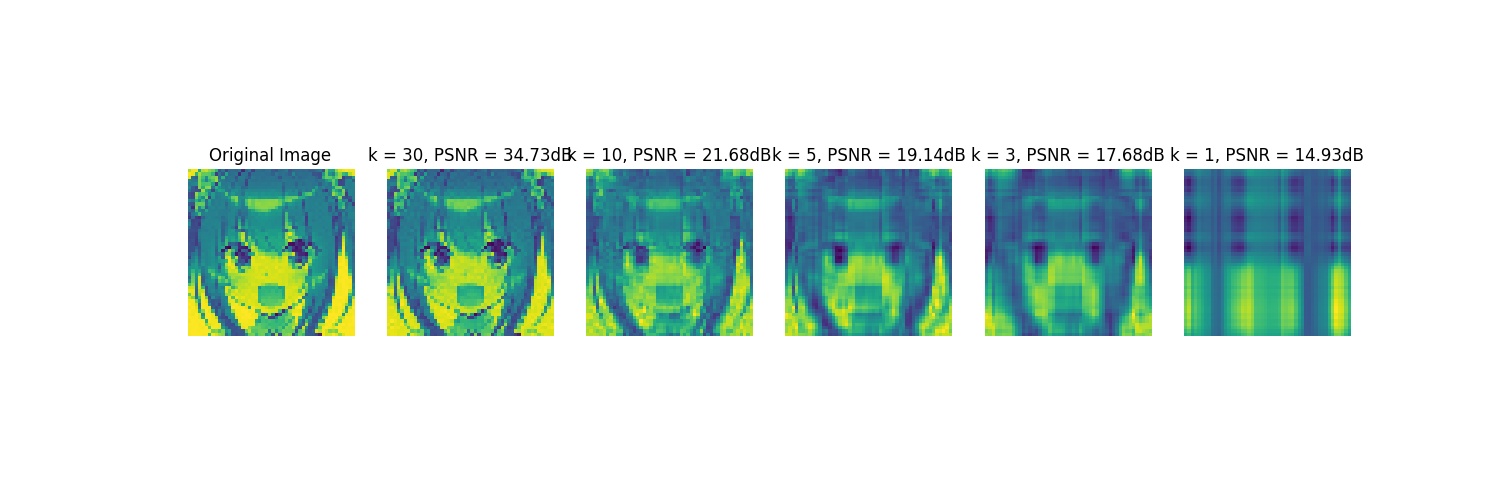 Original Image
k = 30, PSNR = 34.73dB
k = 10, PSNR = 21.68dB
k = 5, PSNR = 19.14dB
k = 3, PSNR = 17.68dB
k = 1, PSNR = 14.93dB